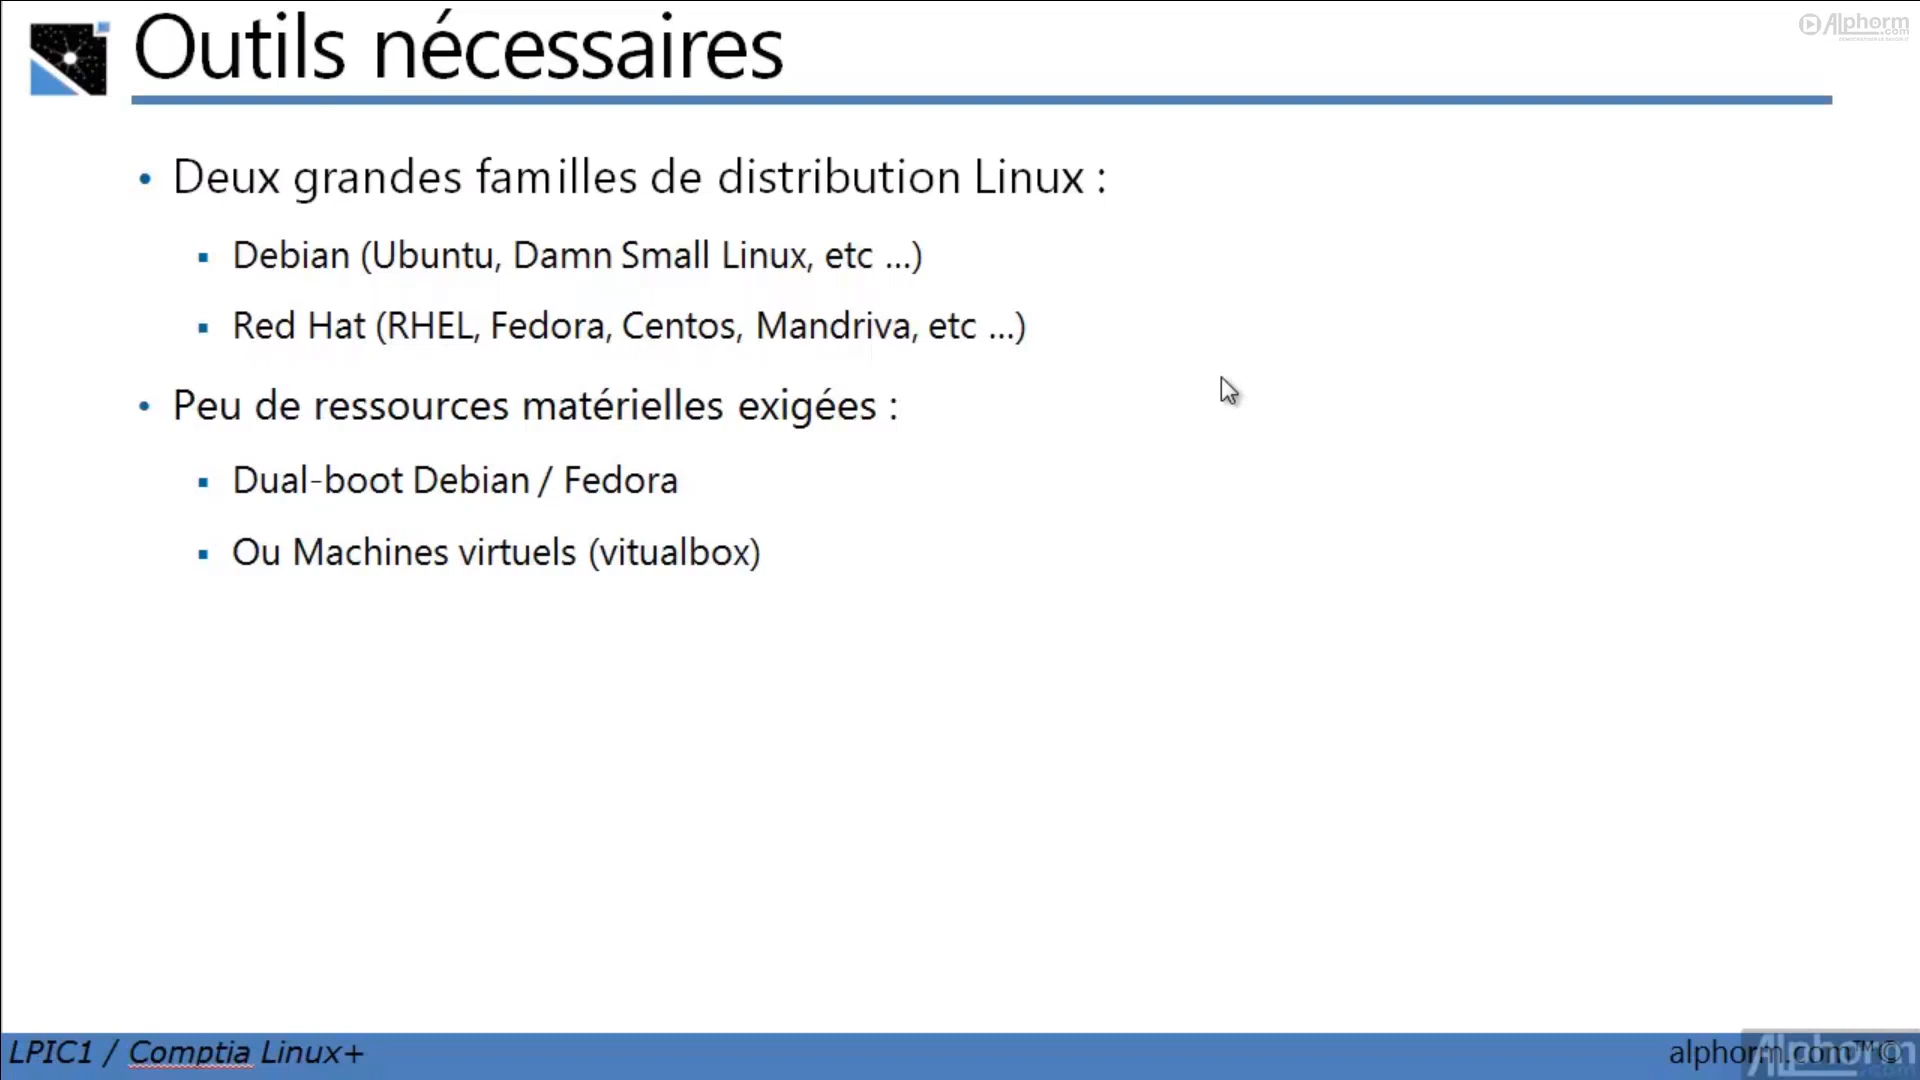 Outils nécessaires
Alphorm
.com
• Deux grandes familles de distribution Linux :
▪ Debian (Ubuntu, Damn Small Linux, etc ...)
▪ Red Hat (RHEL, Fedora, Centos, Mandriva, etc ...)
• Peu de ressources matérielles exigées :
▪ Dual-boot Debian / Fedora
▪ Ou Machines virtuels (vitualbox)
LPIC1 / Comptia Linux+
alphorm.com™©
Alphorm